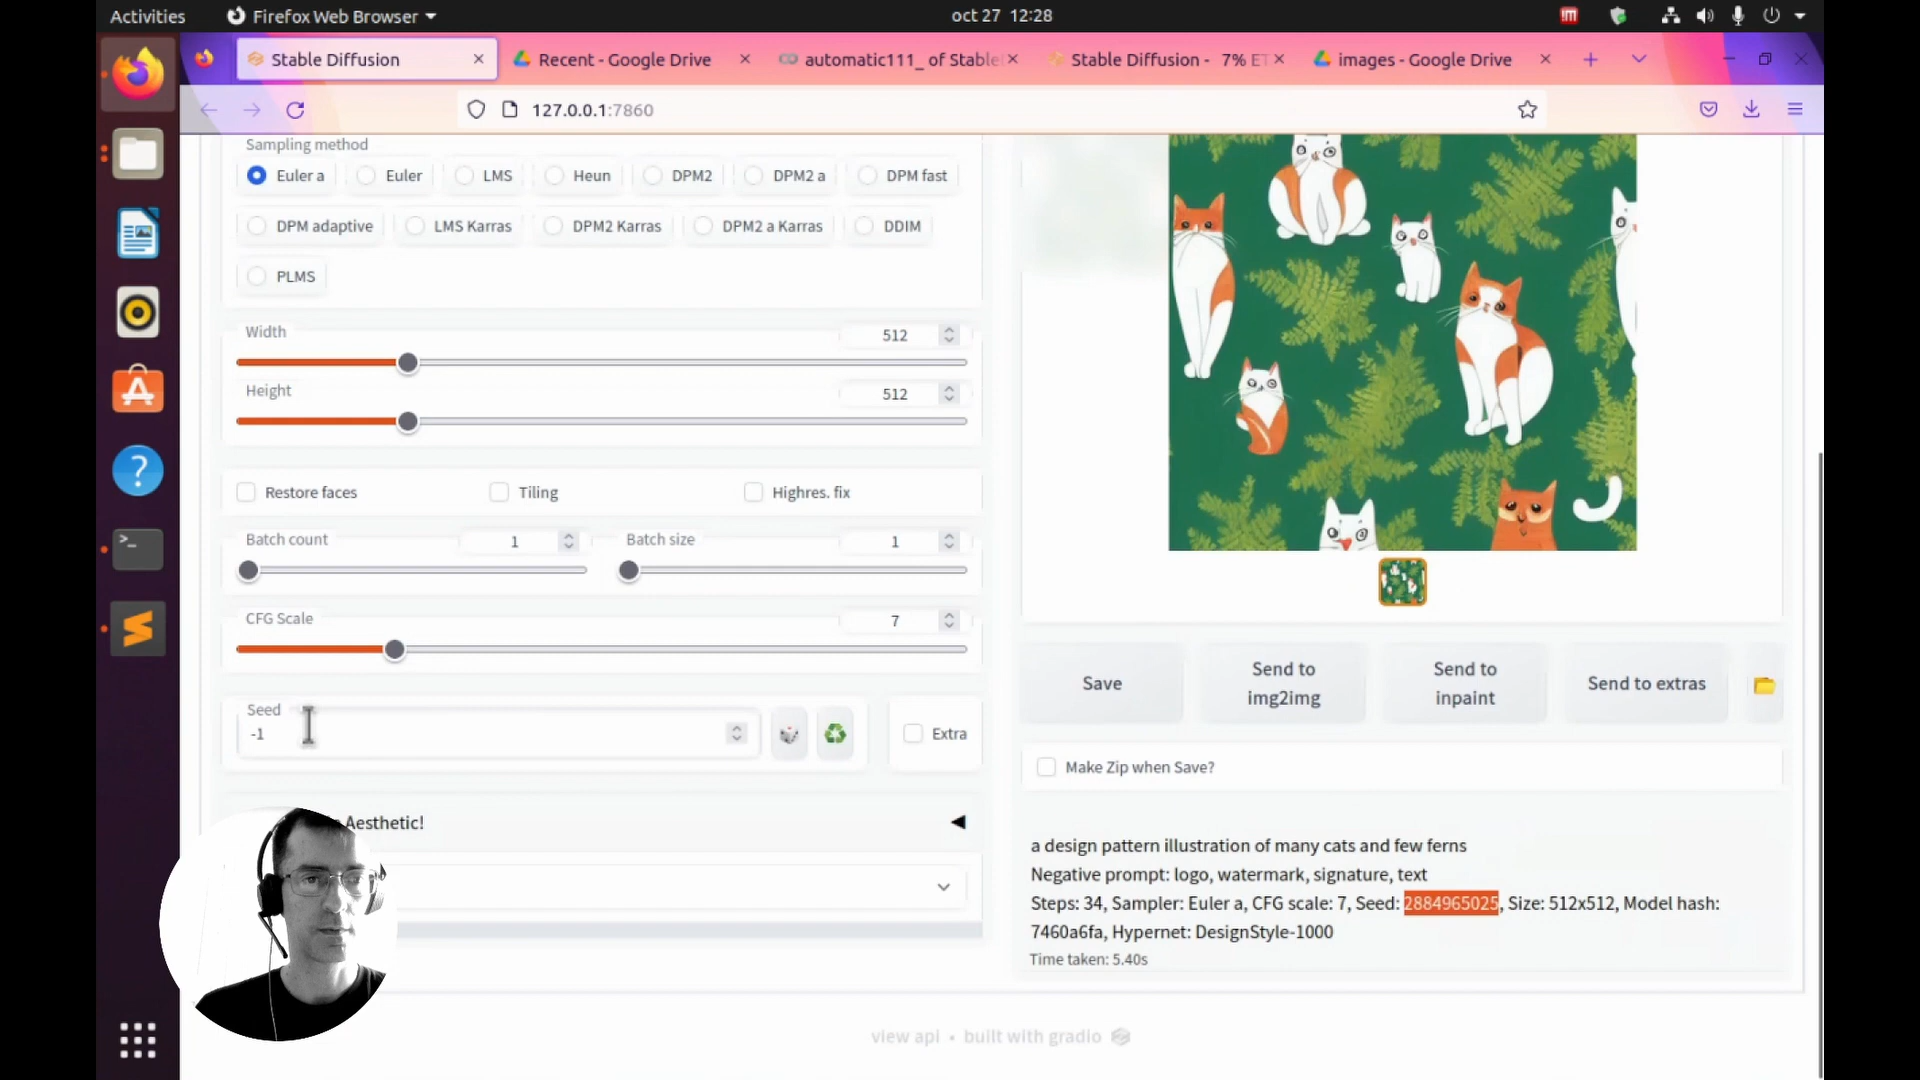 Activities
Firefox Web Browser
oct 27 12:28
Stable Diffusion
Recent - Google Drive
automatic111_ of Stable
Stable Diffusion - 7% ET
images - Google Drive
127.0.0.1:7860
Sampling method
Euler a
Euler
LMS
Heun
DPM2
DPM2 a
DPM fast
DPM adaptive
LMS Karras
DPM2 Karras
DPM2 a Karras
DDIM
PLMS
Width
512
Height
512
Restore faces
Tiling
Highres. fix
Batch count
1
Batch size
1
CFG Scale
7
Seed
-1
Extra
Aesthetic!
Save
Send to
img2img
Send to
inpaint
Send to extras
Make Zip when Save?
a design pattern illustration of many cats and few ferns
Negative prompt: logo, watermark, signature, text
Steps: 34, Sampler: Euler a, CFG scale: 7, Seed: 2884965025, Size: 512x512, Model hash:
7460a6fa, Hypernet: DesignStyle-1000
Time taken: 5.40s
view api • built with gradio